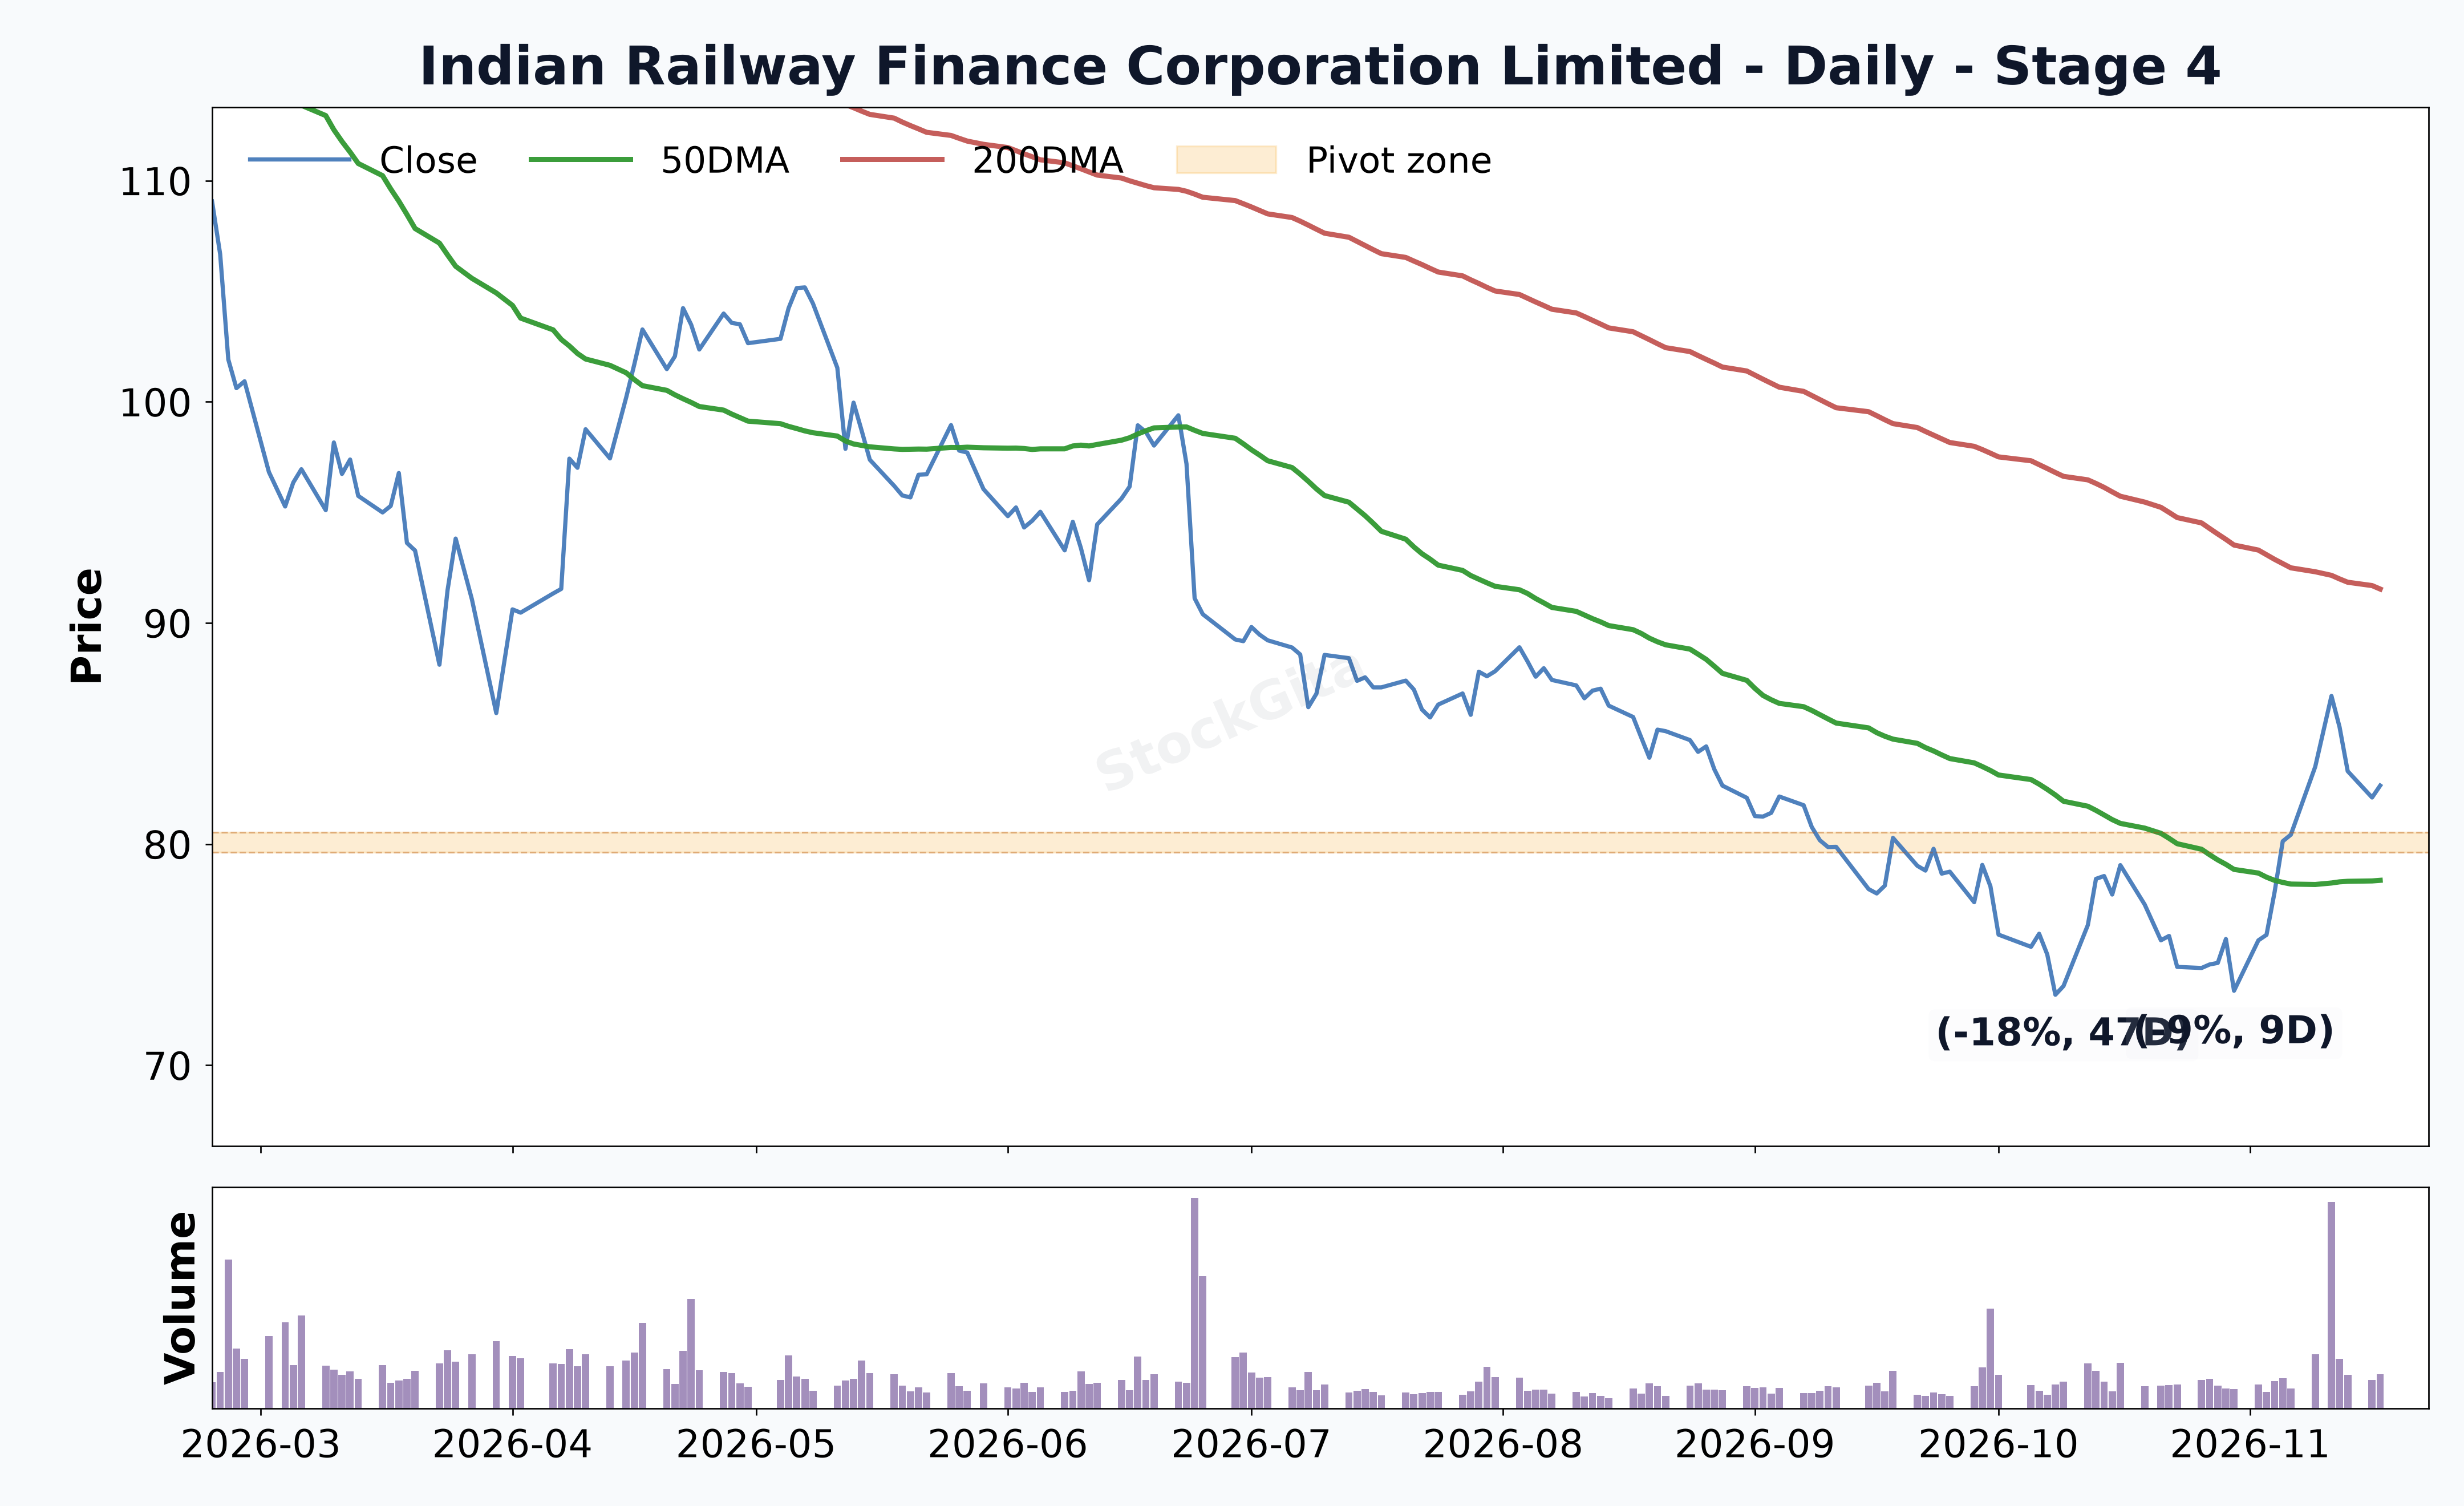 Indian Railway Finance Corporation Limited - Daily - Stage 4
Close 50DMA 200DMA Pivot zone
Price
110
100
90
80
70
StockGita
(-18%, 47D)
(-9%, 9D)
Volume
2026-03 2026-04 2026-05 2026-06 2026-07 2026-08 2026-09 2026-10 2026-11